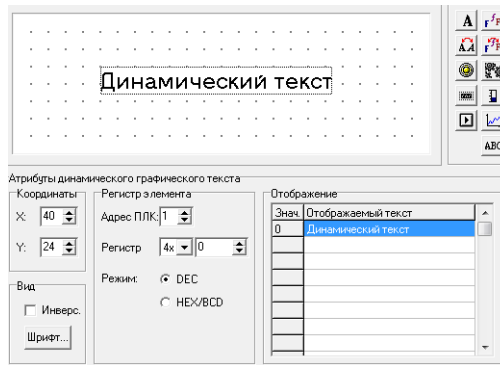 Динамический текст
ABC
Атрибуты динамического графического текста
Координаты
X: 40
Y: 24
Вид
Инверс.
Шрифт...
Регистр элемента
Адрес ПЛК: 1
Регистр 4x 0
Режим: DEC
HEX/BCD
Отображение
Знач. Отображаемый текст
0 Динамический текст